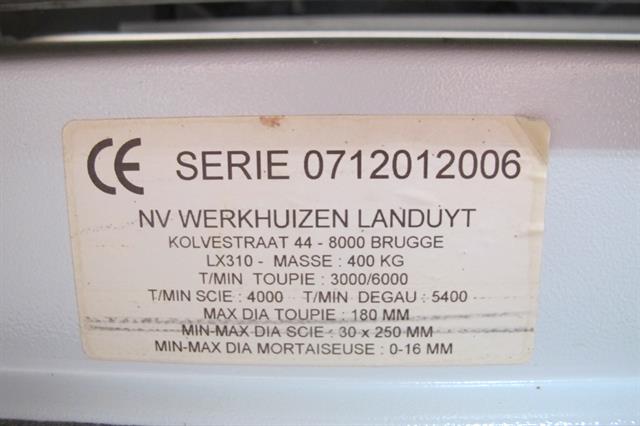 CE SERIE 0712012006
NV WERKHUIZEN LANDUYT
KOLVESTRAAT 44 - 8000 BRUGGE
LX310 - MASSE : 400 KG
T/MIN TOUPIE : 3000/6000
T/MIN SCIE : 4000 T/MIN DEGAU : 5400
MAX DIA TOUPIE : 180 MM
MIN-MAX DIA SCIE : 30 x 250 MM
MIN-MAX DIA MORTAISEUSE : 0-16 MM